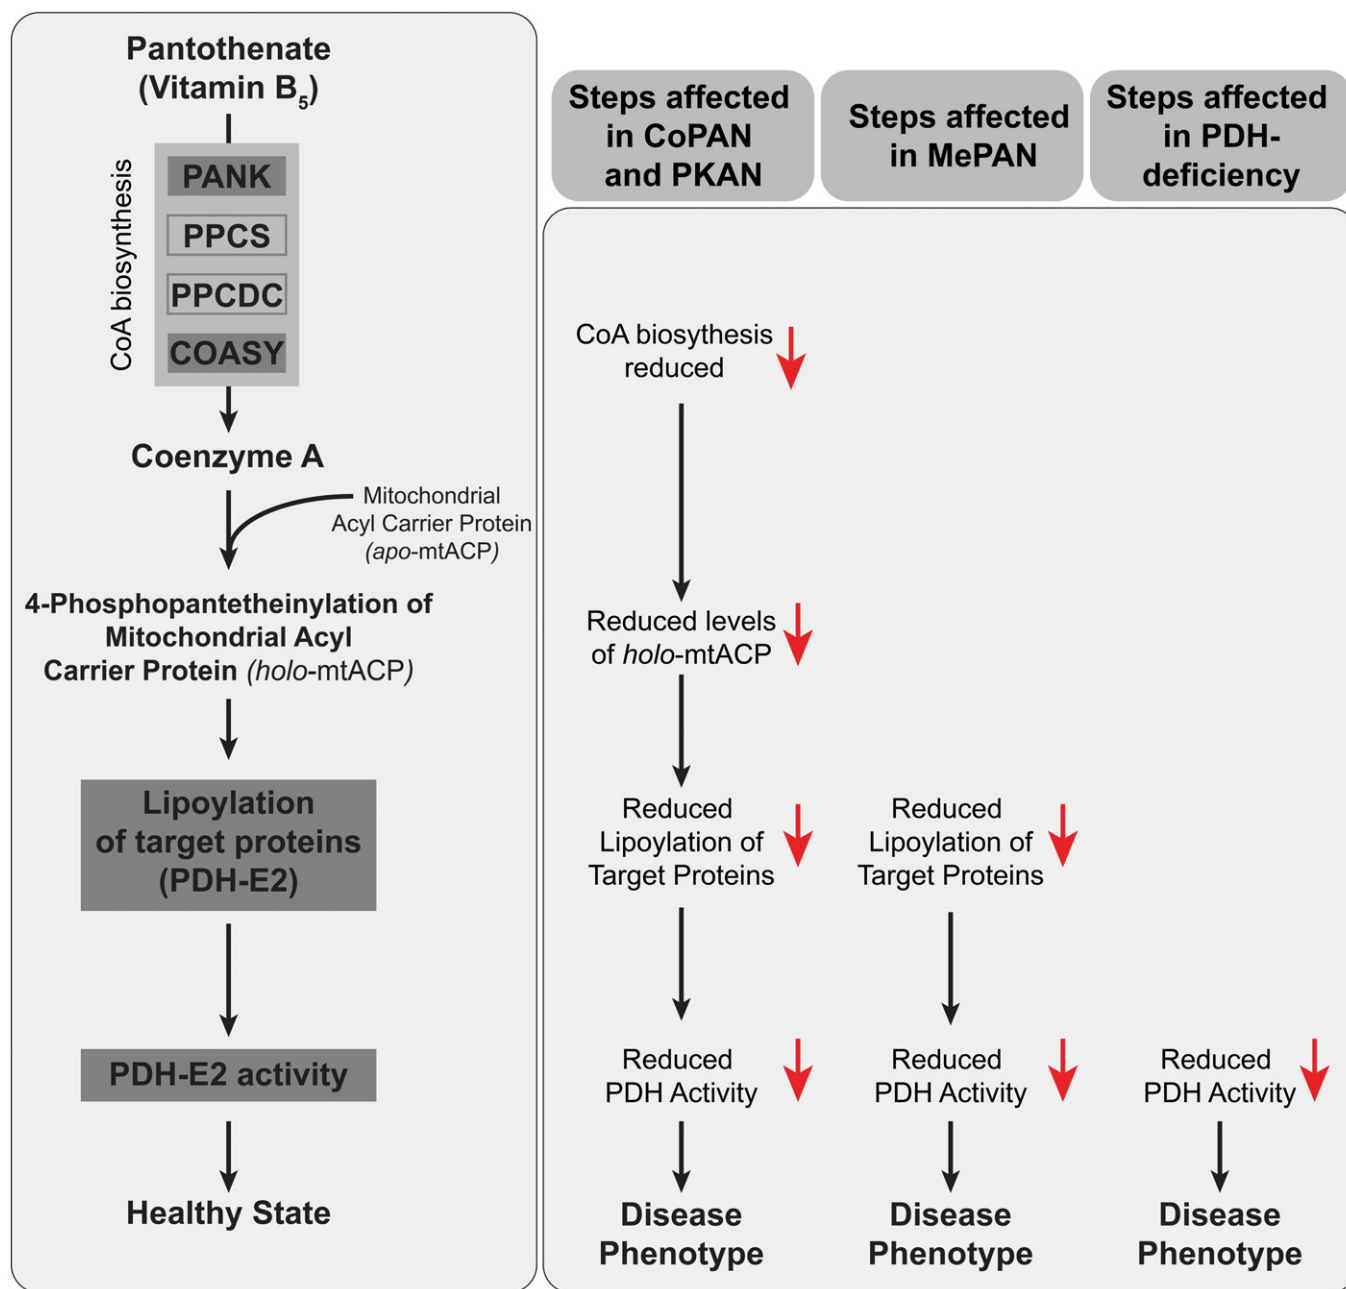 Pantothenate
(Vitamin B5)
CoA biosynthesis
PANK
PPCS
PPCDC
COASY
Coenzyme A
Mitochondrial
Acyl Carrier Protein
(apo-mtACP)
4-Phosphopantetheinylation of
Mitochondrial Acyl
Carrier Protein (holo-mtACP)
Lipoylation
of target proteins
(PDH-E2)
PDH-E2 activity
Healthy State
Steps affected
in CoPAN
and PKAN
CoA biosythesis
reduced
Reduced levels
of holo-mtACP
Reduced
Lipoylation of
Target Proteins
Reduced
PDH Activity
Disease
Phenotype
Steps affected
in MePAN
Reduced
Lipoylation of
Target Proteins
Reduced
PDH Activity
Disease
Phenotype
Steps affected
in PDH-
deficiency
Reduced
PDH Activity
Disease
Phenotype